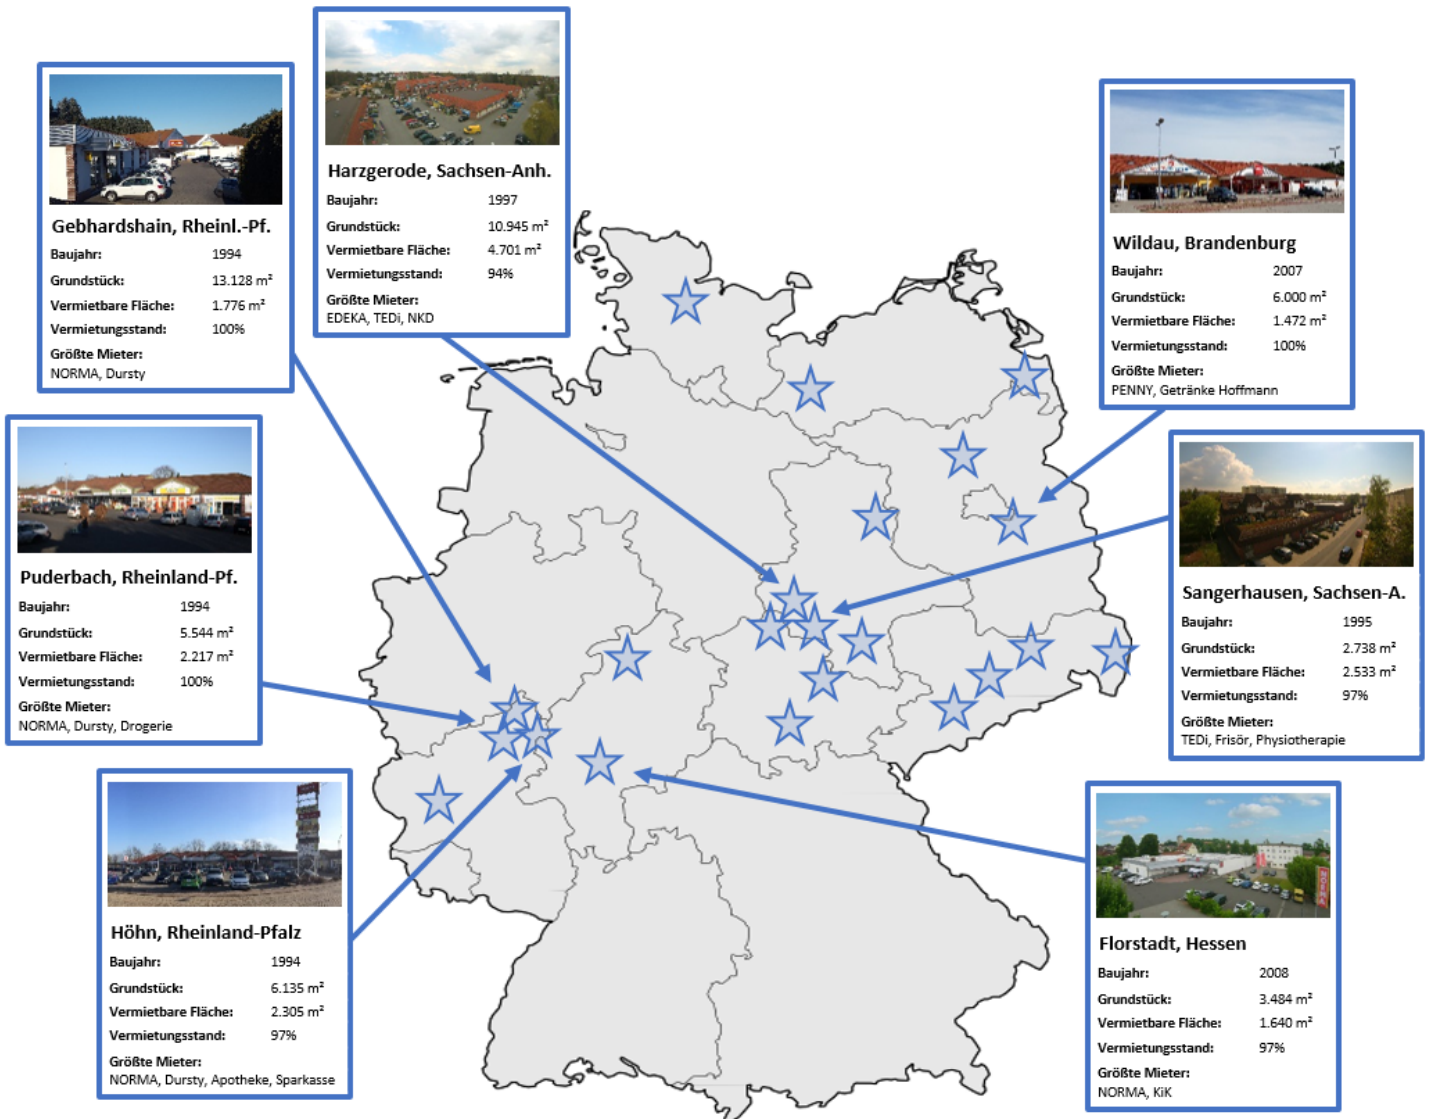 Harzgerode, Sachsen-Anh.
Baujahr: 1997
Grundstück: 10.945 m²
Vermietbare Fläche: 4.701 m²
Vermietungsstand: 94%
Größte Mieter:
EDEKA, TEDi, NKD
Gebhardshain, Rheinl.-Pf.
Baujahr: 1994
Grundstück: 13.128 m²
Vermietbare Fläche: 1.776 m²
Vermietungsstand: 100%
Größte Mieter:
NORMA, Dursty
Wildau, Brandenburg
Baujahr: 2007
Grundstück: 6.000 m²
Vermietbare Fläche: 1.472 m²
Vermietungsstand: 100%
Größte Mieter:
PENNY, Getränke Hoffmann
Puderbach, Rheinland-Pf.
Baujahr: 1994
Grundstück: 5.544 m²
Vermietbare Fläche: 2.217 m²
Vermietungsstand: 100%
Größte Mieter:
NORMA, Dursty, Drogerie
Sangerhausen, Sachsen-A.
Baujahr: 1995
Grundstück: 2.738 m²
Vermietbare Fläche: 2.533 m²
Vermietungsstand: 97%
Größte Mieter:
TEDi, Frisör, Physiotherapie
Höhn, Rheinland-Pfalz
Baujahr: 1994
Grundstück: 6.135 m²
Vermietbare Fläche: 2.305 m²
Vermietungsstand: 97%
Größte Mieter:
NORMA, Dursty, Apotheke, Sparkasse
NORMA
Florstadt, Hessen
Baujahr: 2008
Grundstück: 3.484 m²
Vermietbare Fläche: 1.640 m²
Vermietungsstand: 97%
Größte Mieter:
NORMA, KiK